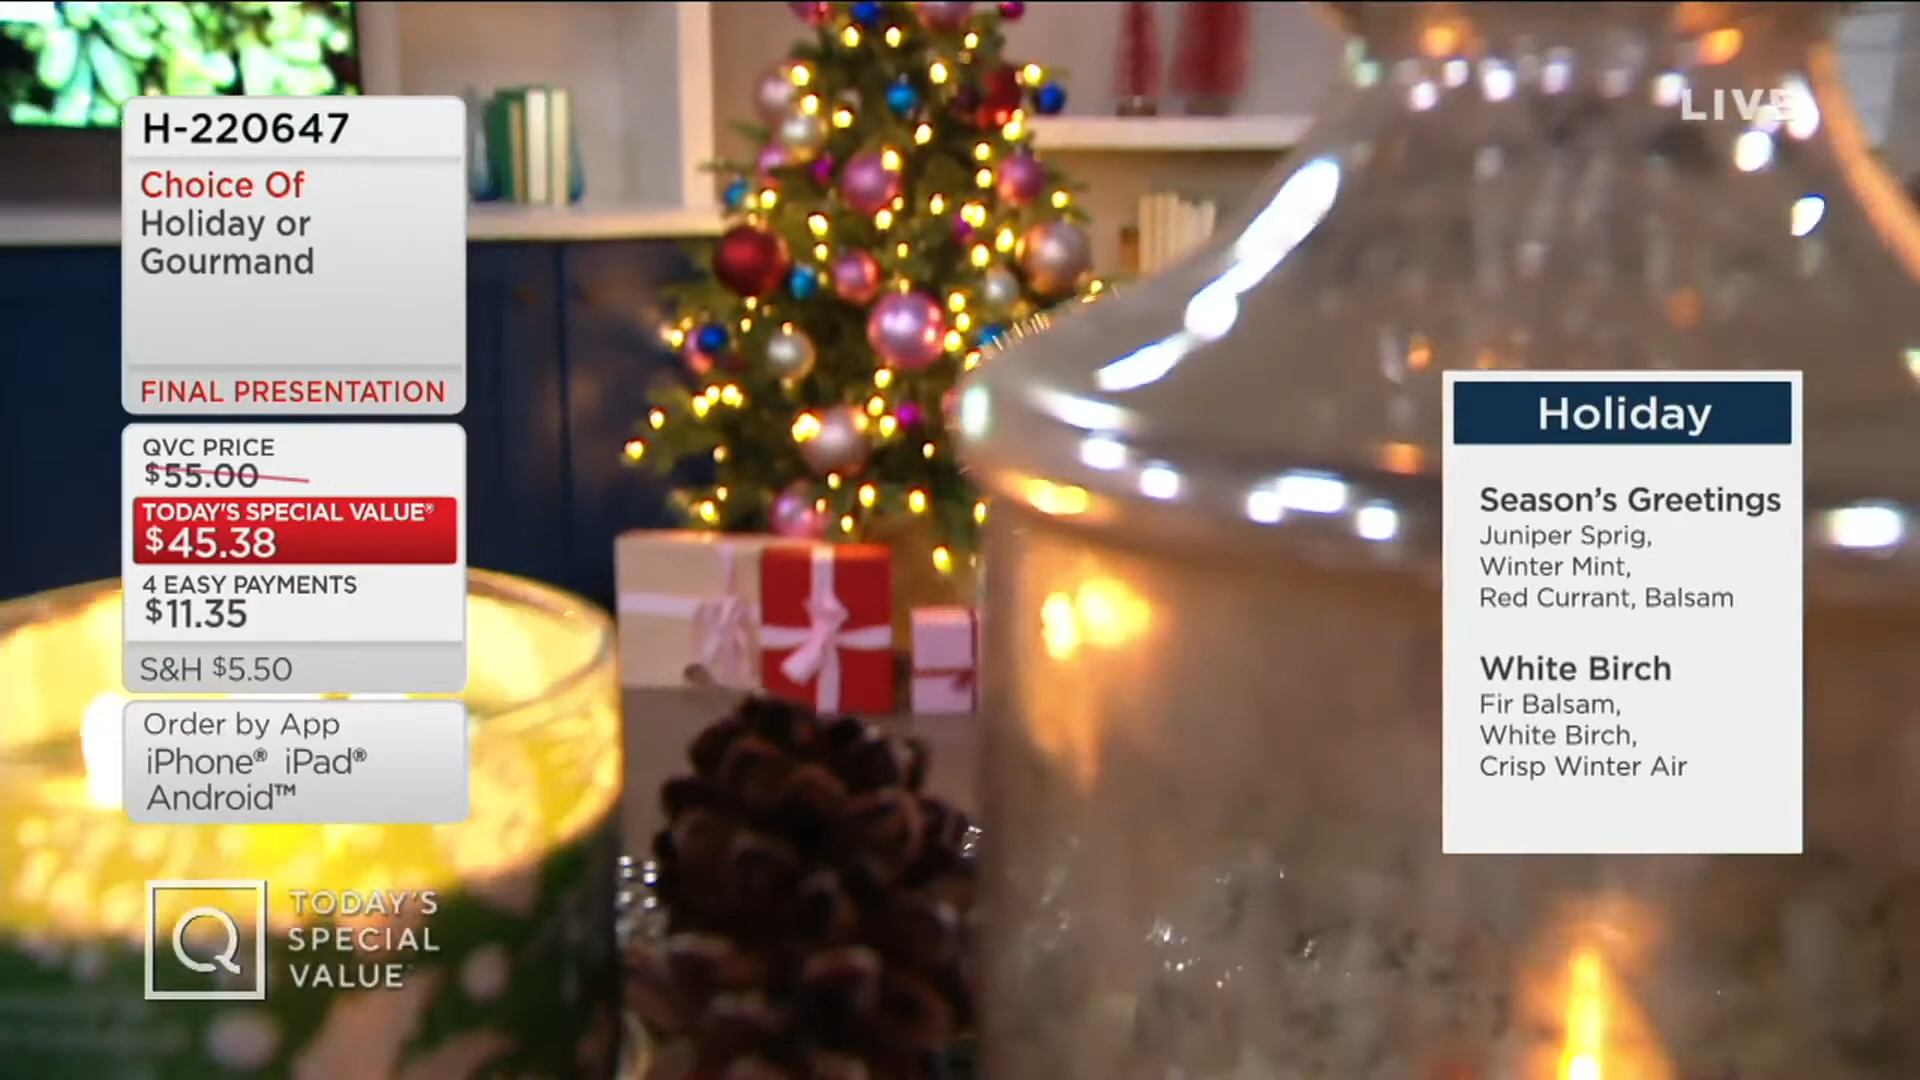 H-220647
Choice Of
Holiday or
Gourmand
FINAL PRESENTATION
QVC PRICE
$55.00
TODAY'S SPECIAL VALUE®
$45.38
4 EASY PAYMENTS
$11.35
S&H $5.50
Order by App
iPhone® iPad®
Android™
Q
TODAY'S
SPECIAL
VALUE
LIVE
Holiday
Season's Greetings
Juniper Sprig,
Winter Mint,
Red Currant, Balsam
White Birch
Fir Balsam,
White Birch,
Crisp Winter Air